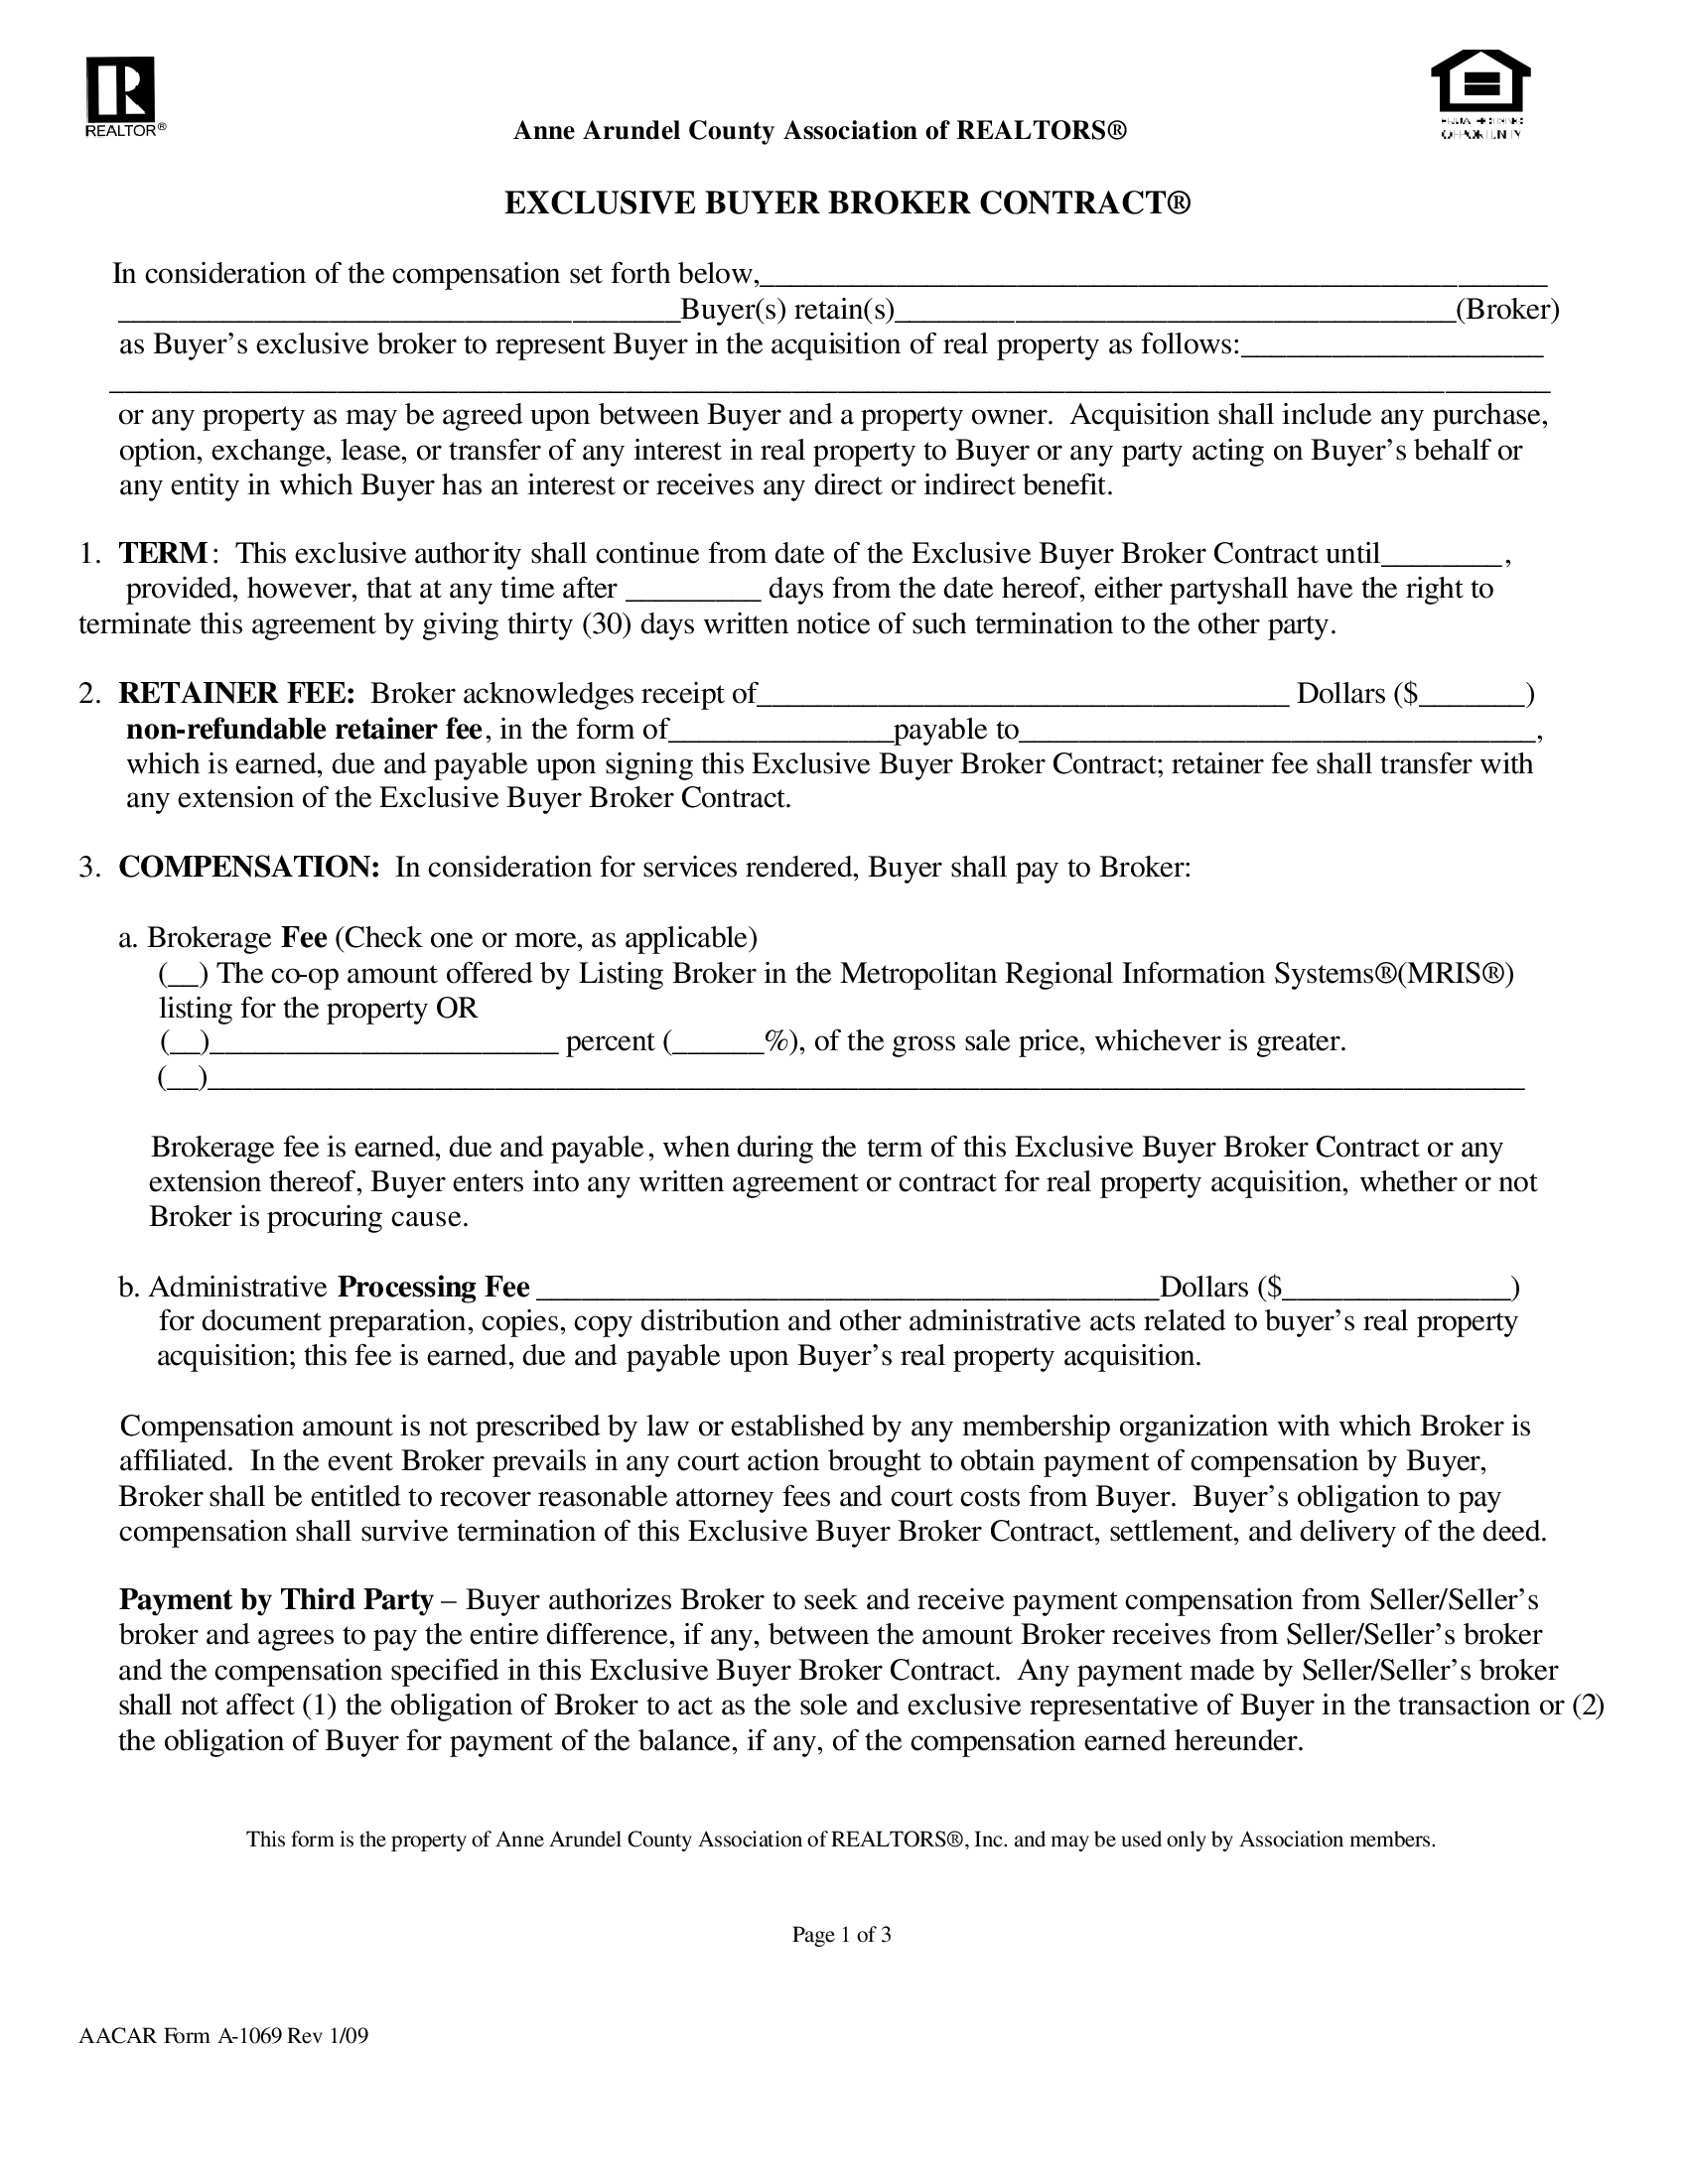 REALTOR®
Anne Arundel County Association of REALTORS®
OPPORTUNITY
EXCLUSIVE BUYER BROKER CONTRACT®
In consideration of the compensation set forth below,____________________________________________________
_____________________________________Buyer(s) retain(s)_____________________________________(Broker)
as Buyer’s exclusive broker to represent Buyer in the acquisition of real property as follows:____________________
_______________________________________________________________________________________________
or any property as may be agreed upon between Buyer and a property owner.  Acquisition shall include any purchase,
option, exchange, lease, or transfer of any interest in real property to Buyer or any party acting on Buyer’s behalf or
any entity in which Buyer has an interest or receives any direct or indirect benefit.
1.  TERM:  This exclusive authority shall continue from date of the Exclusive Buyer Broker Contract until________,
provided, however, that at any time after _________ days from the date hereof, either partyshall have the right to
terminate this agreement by giving thirty (30) days written notice of such termination to the other party.
2.  RETAINER FEE:  Broker acknowledges receipt of___________________________________ Dollars ($_______)
non-refundable retainer fee, in the form of_______________payable to__________________________________,
which is earned, due and payable upon signing this Exclusive Buyer Broker Contract; retainer fee shall transfer with
any extension of the Exclusive Buyer Broker Contract.
3.  COMPENSATION:  In consideration for services rendered, Buyer shall pay to Broker:
a. Brokerage Fee (Check one or more, as applicable)
(__) The co-op amount offered by Listing Broker in the Metropolitan Regional Information Systems®(MRIS®)
listing for the property OR
(__)_______________________ percent (______%), of the gross sale price, whichever is greater.
(__)_______________________________________________________________________________________
Brokerage fee is earned, due and payable, when during the term of this Exclusive Buyer Broker Contract or any
extension thereof, Buyer enters into any written agreement or contract for real property acquisition, whether or not
Broker is procuring cause.
b. Administrative Processing Fee _________________________________________Dollars ($_______________)
for document preparation, copies, copy distribution and other administrative acts related to buyer’s real property
acquisition; this fee is earned, due and payable upon Buyer’s real property acquisition.
Compensation amount is not prescribed by law or established by any membership organization with which Broker is
affiliated.  In the event Broker prevails in any court action brought to obtain payment of compensation by Buyer,
Broker shall be entitled to recover reasonable attorney fees and court costs from Buyer.  Buyer’s obligation to pay
compensation shall survive termination of this Exclusive Buyer Broker Contract, settlement, and delivery of the deed.
Payment by Third Party – Buyer authorizes Broker to seek and receive payment compensation from Seller/Seller’s
broker and agrees to pay the entire difference, if any, between the amount Broker receives from Seller/Seller’s broker
and the compensation specified in this Exclusive Buyer Broker Contract.  Any payment made by Seller/Seller’s broker
shall not affect (1) the obligation of Broker to act as the sole and exclusive representative of Buyer in the transaction or (2)
the obligation of Buyer for payment of the balance, if any, of the compensation earned hereunder.
This form is the property of Anne Arundel County Association of REALTORS®, Inc. and may be used only by Association members.
Page 1 of 3
AACAR Form A-1069 Rev 1/09